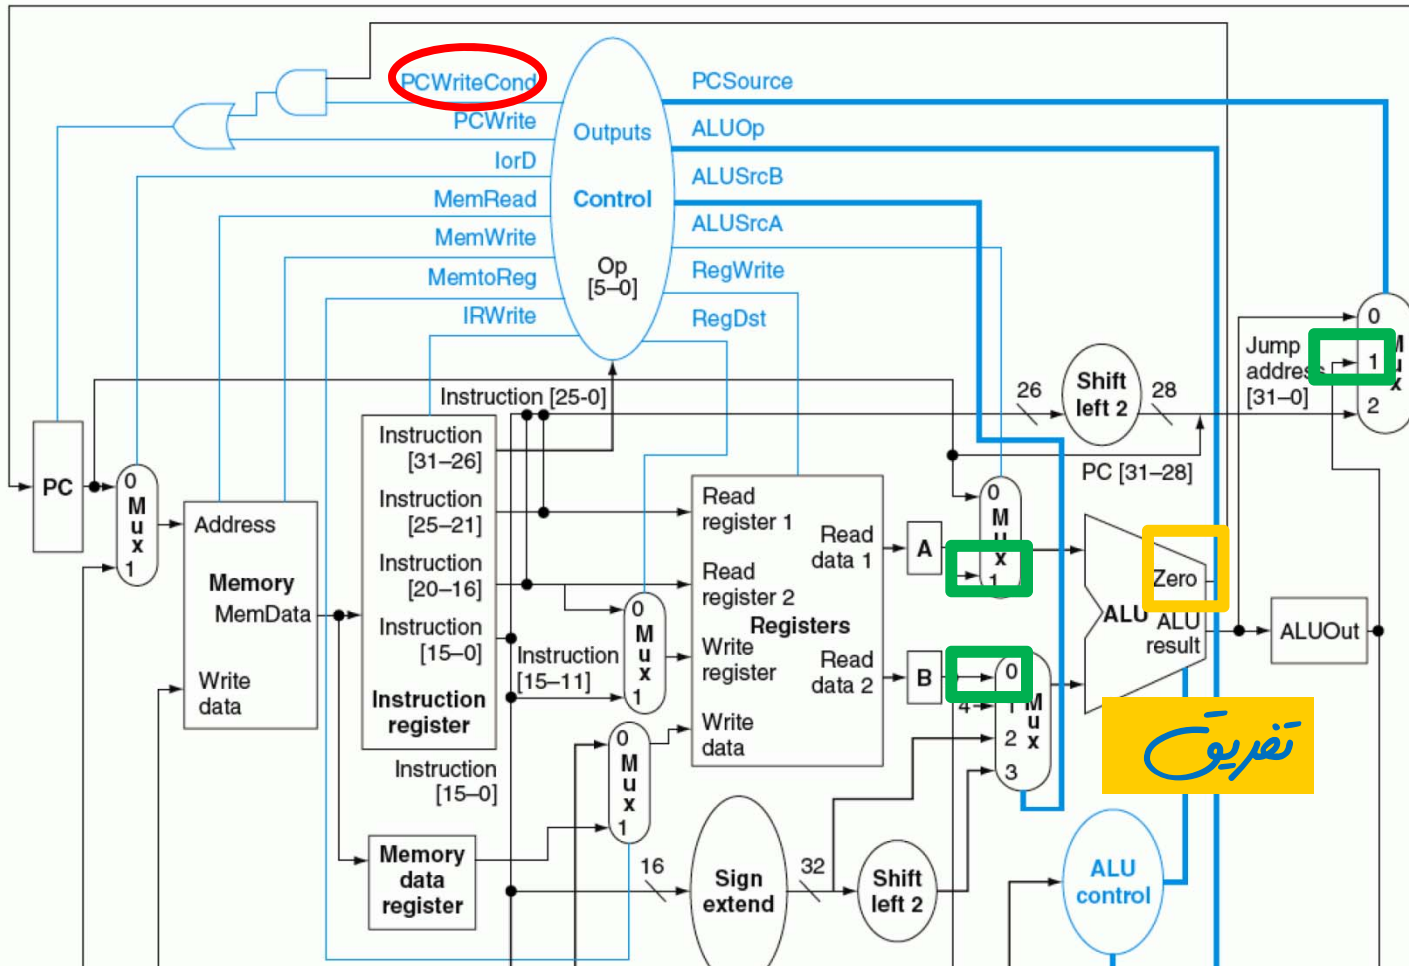 PCWriteCond
PCWrite
IorD
MemRead
MemWrite
MemtoReg
IRWrite
Outputs
Control
Op
[5–0]
PCSource
ALUOp
ALUSrcB
ALUSrcA
RegWrite
RegDst
PC
0
M
u
x
1
Address
Memory
MemData
Write
data
Instruction [25-0]
Instruction
[31–26]
Instruction
[25–21]
Instruction
[20–16]
Instruction
[15–0]
Instruction
register
Instruction
[15–11]
Instruction
[15–0]
Memory
data
register
0
M
u
x
1
0
M
u
x
1
Read
register 1
Read
register 2
Registers
Write
register
Write
data
Read
data 1
Read
data 2
16
Sign
extend
32
Shift
left 2
A
B
0
M
u
x
1
0
4
1
M
u
x
2
3
26
Shift
left 2
28
PC [31–28]
Jump
address
[31–0]
0
1
M
u
x
2
Zero
ALU
ALU
result
ALUOut
تفریق
ALU
control